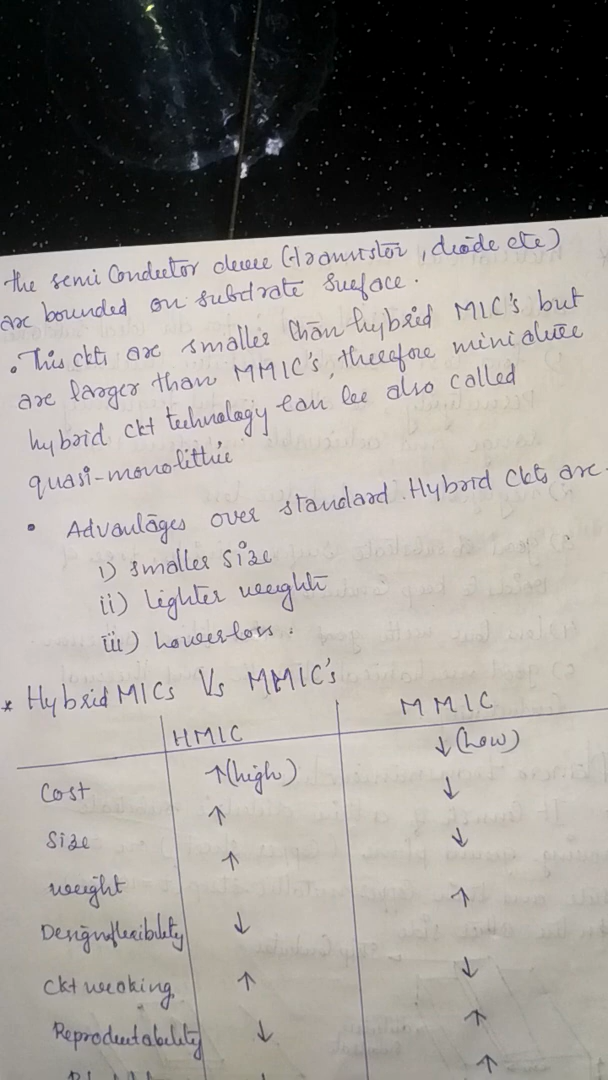 the semi Conductor device (transistor, diode etc)
are bounded on substrate surface.
• This ckts are smaller than hybrid MIC's but
are larger than MMIC's, therefore miniature
hybrid ckt technology can be also called
quasi-monolithic
• Advantages over standard Hybrid Ckts are-
i) smaller size
ii) lighter weight
iii) Lower loss.
* Hybrid MICs Vs MMIC's
HMIC MMIC
Cost ↑(high) ↓(Low)
Size ↑ ↓
weight ↑ ↓
Design flexibility ↓ ↑
Ckt weaking ↑ ↓
Reproductability ↓ ↑
↑